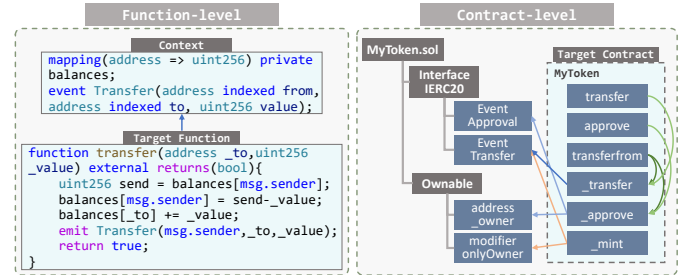 Function-level
Context
mapping(address => uint256) private
balances;
event Transfer(address indexed from,
address indexed to, uint256 value);
Target Function
function transfer(address _to,uint256
_value) external returns(bool){
uint256 send = balances[msg.sender];
balances[msg.sender] = send-_value;
balances[_to] += _value;
emit Transfer(msg.sender,_to,_value);
return true;
}
Contract-level
MyToken.sol
Interface
IERC20
Event
Approval
Event
Transfer
Ownable
address
_owner
modifier
onlyOwner
Target Contract
MyToken
transfer
approve
transferfrom
_transfer
_approve
_mint